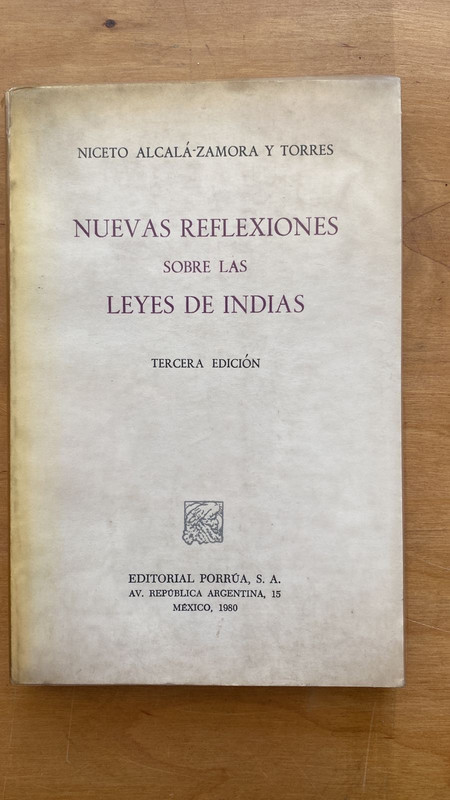 NICETO ALCALÁ-ZAMORA Y TORRES
NUEVAS REFLEXIONES
SOBRE LAS
LEYES DE INDIAS
TERCERA EDICIÓN
EDITORIAL PORRÚA, S. A.
AV. REPÚBLICA ARGENTINA, 15
MÉXICO, 1980